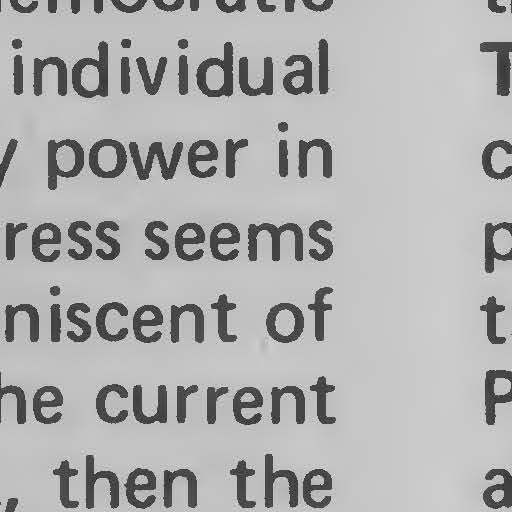 individual
power in
ress seems
niscent of
he current
, then the
T
c
p
t
P
a